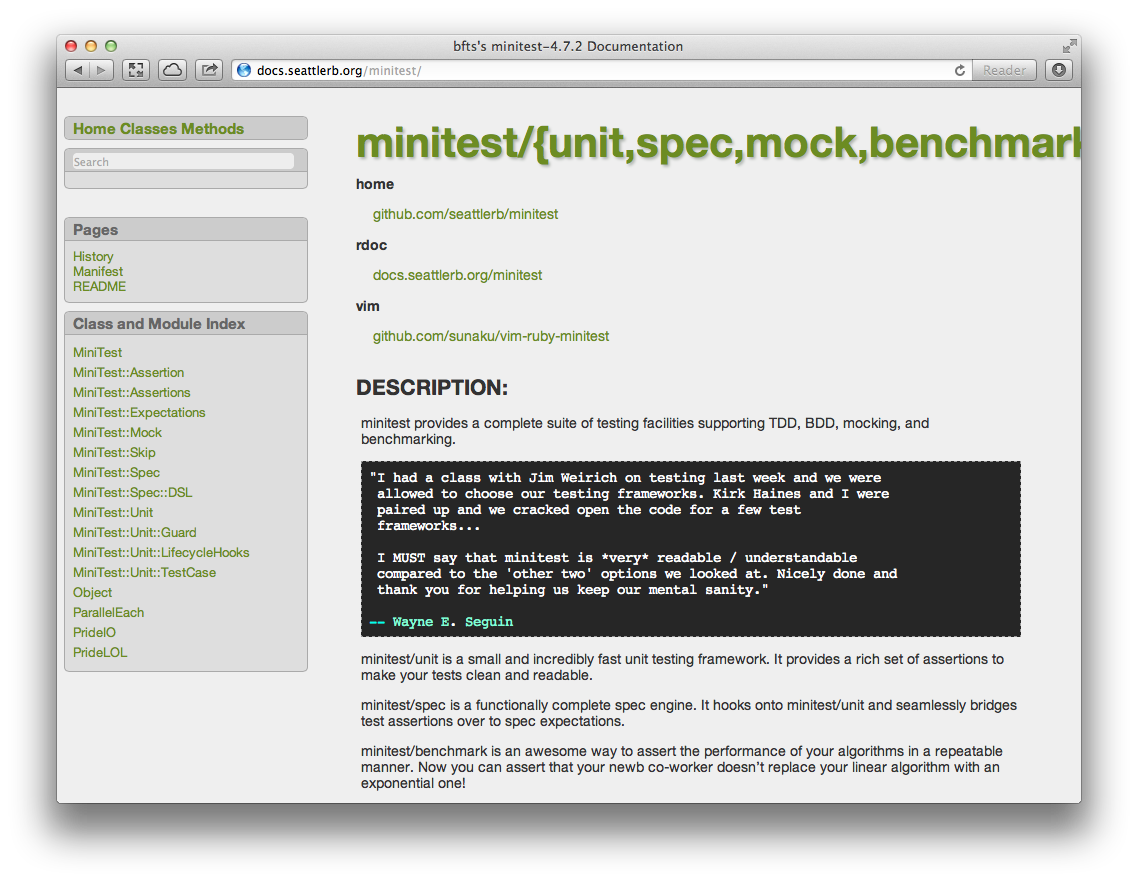 bfts's minitest-4.7.2 Documentation
docs.seattlerb.org/minitest/
Reader
Home Classes Methods
Search
Pages
History
Manifest
README
Class and Module Index
MiniTest
MiniTest::Assertion
MiniTest::Assertions
MiniTest::Expectations
MiniTest::Mock
MiniTest::Skip
MiniTest::Spec
MiniTest::Spec::DSL
MiniTest::Unit
MiniTest::Unit::Guard
MiniTest::Unit::LifecycleHooks
MiniTest::Unit::TestCase
Object
ParallelEach
PrideIO
PrideLOL
minitest/{unit,spec,mock,benchmark
home
github.com/seattlerb/minitest
rdoc
docs.seattlerb.org/minitest
vim
github.com/sunaku/vim-ruby-minitest
DESCRIPTION:
minitest provides a complete suite of testing facilities supporting TDD, BDD, mocking, and
benchmarking.
"I had a class with Jim Weirich on testing last week and we were
allowed to choose our testing frameworks. Kirk Haines and I were
paired up and we cracked open the code for a few test
frameworks...
I MUST say that minitest is *very* readable / understandable
compared to the 'other two' options we looked at. Nicely done and
thank you for helping us keep our mental sanity."
-- Wayne E. Seguin
minitest/unit is a small and incredibly fast unit testing framework. It provides a rich set of assertions to
make your tests clean and readable.
minitest/spec is a functionally complete spec engine. It hooks onto minitest/unit and seamlessly bridges
test assertions over to spec expectations.
minitest/benchmark is an awesome way to assert the performance of your algorithms in a repeatable
manner. Now you can assert that your newb co-worker doesn't replace your linear algorithm with an
exponential one!